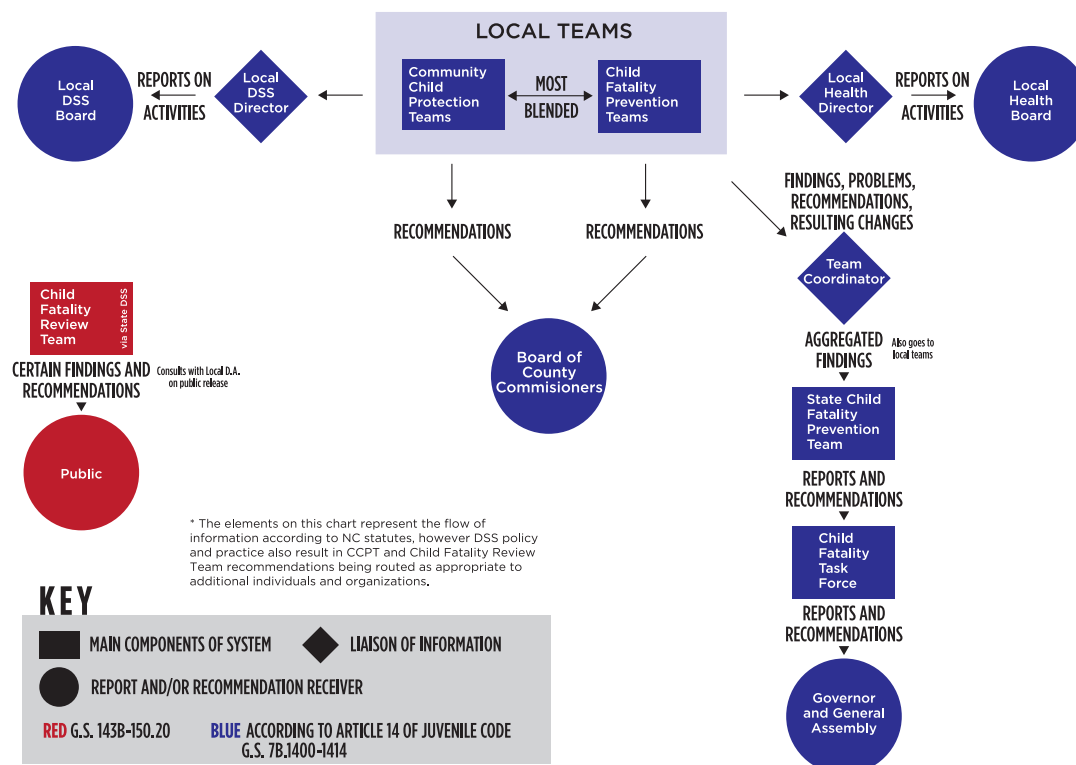 LOCAL TEAMS
Community
Child
Protection
Teams
MOST
BLENDED
Child
Fatality
Prevention
Teams
Local
DSS
Board
REPORTS ON
ACTIVITIES
Local
DSS
Director
Local
Health
Director
REPORTS ON
ACTIVITIES
Local
Health
Board
RECOMMENDATIONS
RECOMMENDATIONS
Board of
County
Commisioners
FINDINGS, PROBLEMS,
RECOMMENDATIONS,
RESULTING CHANGES
Team
Coordinator
AGGREGATED
FINDINGS
Also goes to
local teams
State Child
Fatality
Prevention
Team
REPORTS AND
RECOMMENDATIONS
Child
Fatality
Task
Force
REPORTS AND
RECOMMENDATIONS
Governor
and General
Assembly
Child
Fatality
Review
Team
via State DSS
CERTAIN FINDINGS AND
RECOMMENDATIONS
Consults with Local D.A.
on public release
Public
* The elements on this chart represent the flow of
information according to NC statutes, however DSS policy
and practice also result in CCPT and Child Fatality Review
Team recommendations being routed as appropriate to
additional individuals and organizations.
KEY
MAIN COMPONENTS OF SYSTEM
LIAISON OF INFORMATION
REPORT AND/OR RECOMMENDATION RECEIVER
RED G.S. 143B-150.20
BLUE ACCORDING TO ARTICLE 14 OF JUVENILE CODE
G.S. 7B.1400-1414